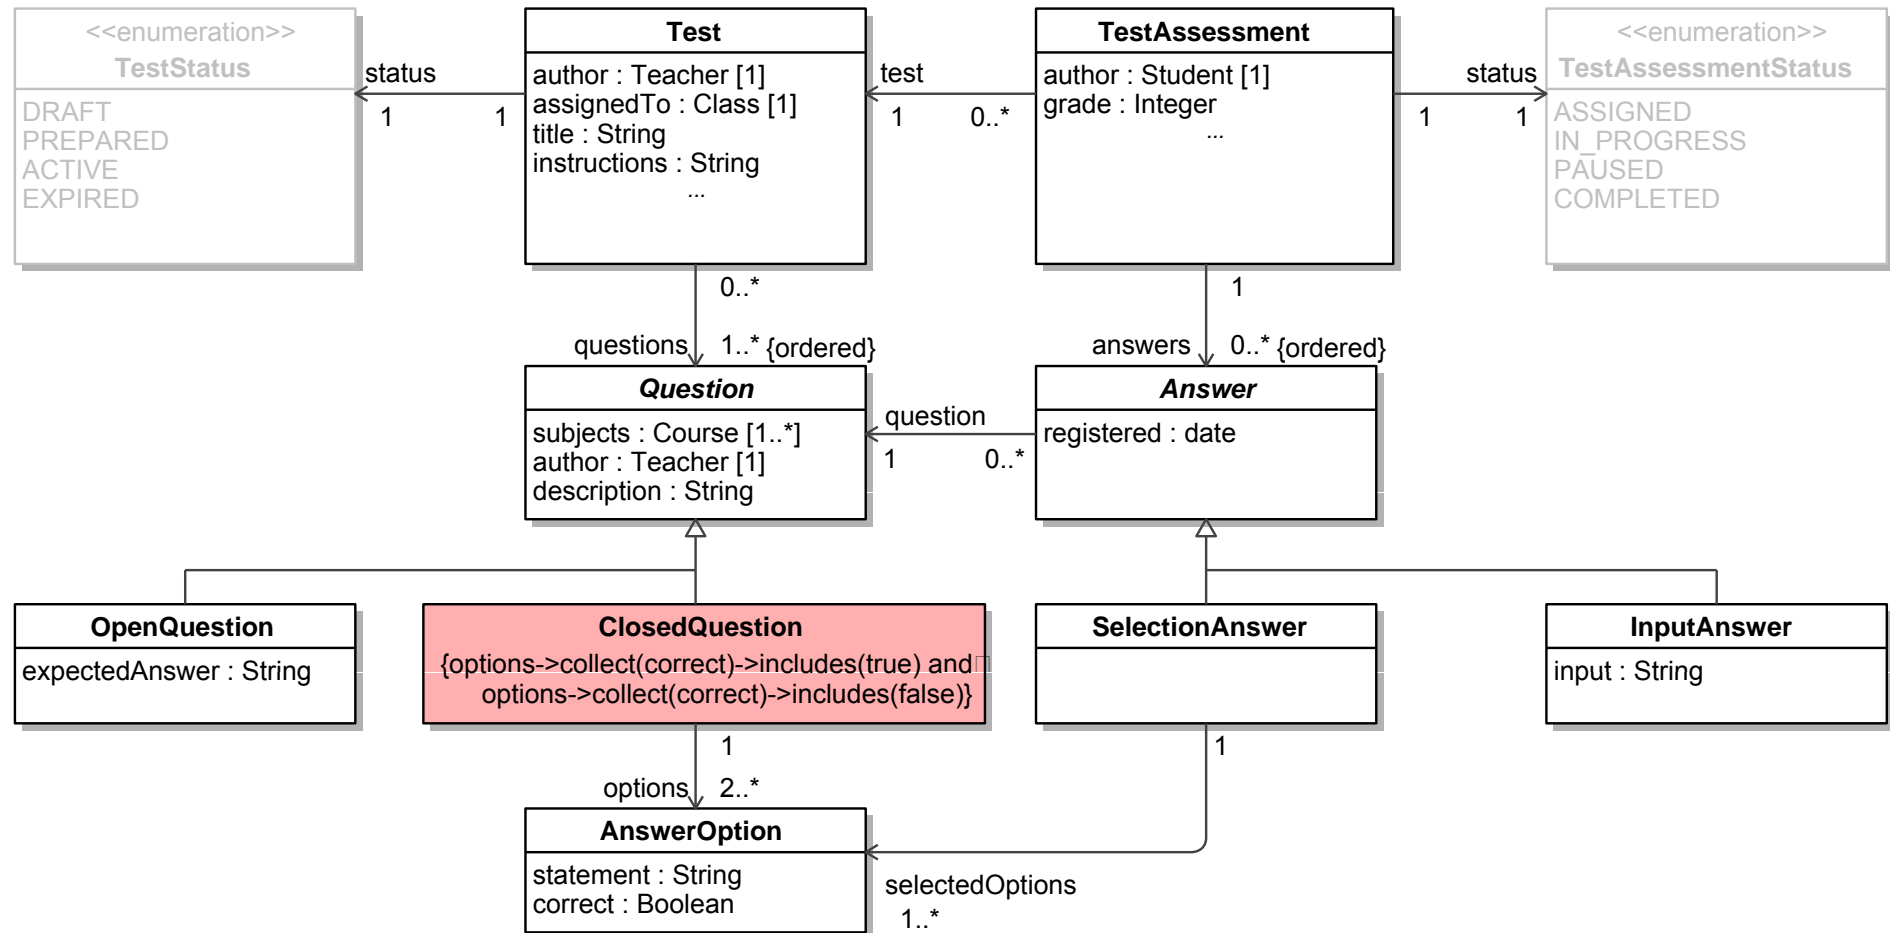 <<enumeration>>
TestStatus
DRAFT
PREPARED
ACTIVE
EXPIRED
status
1
1
Test
author : Teacher [1]
assignedTo : Class [1]
title : String
instructions : String
...
test
1
0..*
TestAssessment
author : Student [1]
grade : Integer
...
status
1
1
<<enumeration>>
TestAssessmentStatus
ASSIGNED
IN_PROGRESS
PAUSED
COMPLETED
0..*
questions
1..* {ordered}
1
answers
0..* {ordered}
Question
subjects : Course [1..*]
author : Teacher [1]
description : String
question
1
0..*
Answer
registered : date
OpenQuestion
expectedAnswer : String
ClosedQuestion
{options->collect(correct)->includes(true) and
options->collect(correct)->includes(false)}
SelectionAnswer
InputAnswer
input : String
1
options
2..*
1
AnswerOption
statement : String
correct : Boolean
selectedOptions
1..*